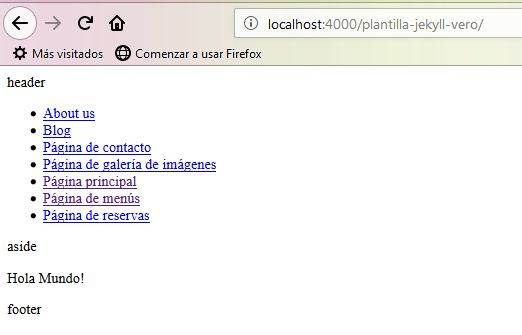 localhost:4000/plantilla-jekyll-vero/
Más visitados Comenzar a usar Firefox
header
About us
Blog
Página de contacto
Página de galería de imágenes
Página principal
Página de menús
Página de reservas
aside
Hola Mundo!
footer